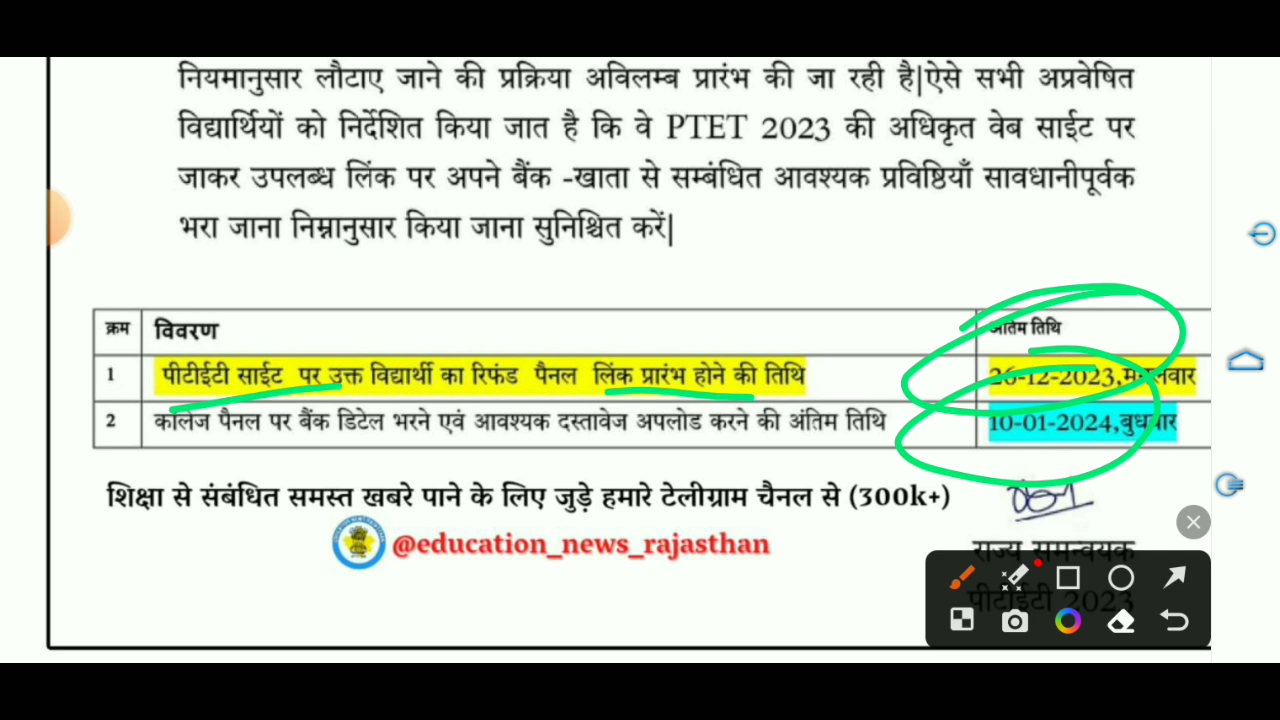 नियमानुसार लौटाए जाने की प्रक्रिया अविलम्ब प्रारंभ की जा रही है|ऐसे सभी अप्रवेषित
विद्यार्थियों को निर्देशित किया जात है कि वे PTET 2023 की अधिकृत वेब साईट पर
जाकर उपलब्ध लिंक पर अपने बैंक -खाता से सम्बंधित आवश्यक प्रविष्ठियाँ सावधानीपूर्वक
भरा जाना निम्नानुसार किया जाना सुनिश्चित करें|
क्रम विवरण अंतिम तिथि
1 पीटीईटी साईट पर उक्त विद्यार्थी का रिफंड पैनल लिंक प्रारंभ होने की तिथि 26-12-2023,मंगलवार
2 कॉलेज पैनल पर बैंक डिटेल भरने एवं आवश्यक दस्तावेज अपलोड करने की अंतिम तिथि 10-01-2024,बुधवार
शिक्षा से संबंधित समस्त खबरे पाने के लिए जुड़े हमारे टेलीग्राम चैनल से (300k+)
@education_news_rajasthan
राज्य समन्वयक
पीटीईटी 2023